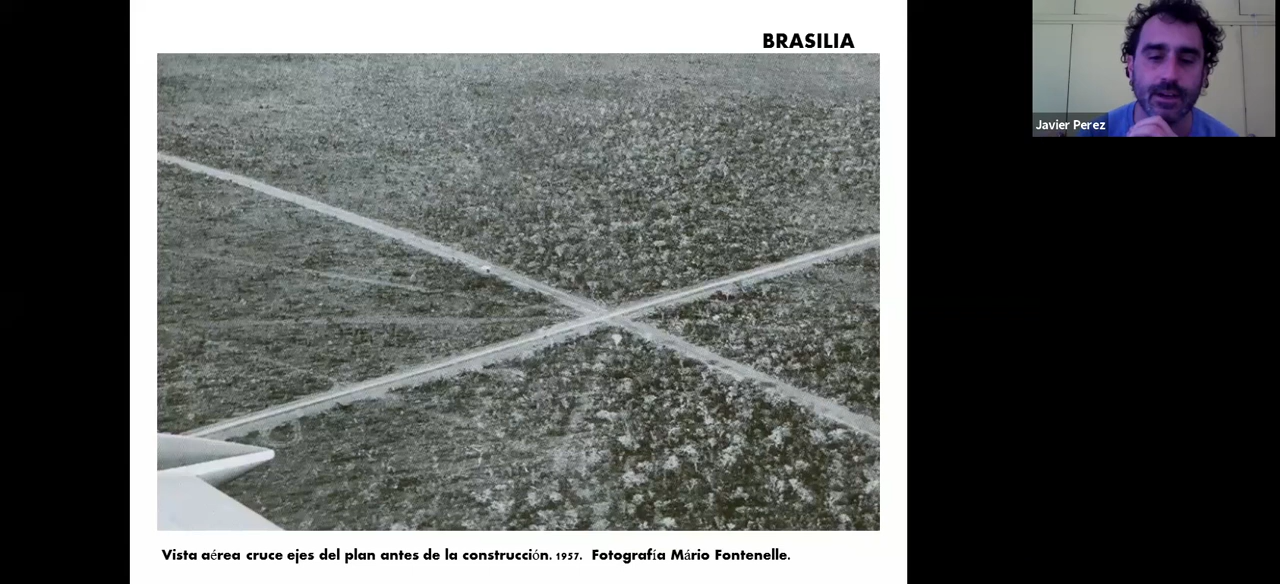 BRASILIA
Javier Perez
Vista aérea cruce ejes del plan antes de la construcción. 1957. Fotografía Mário Fontenelle.